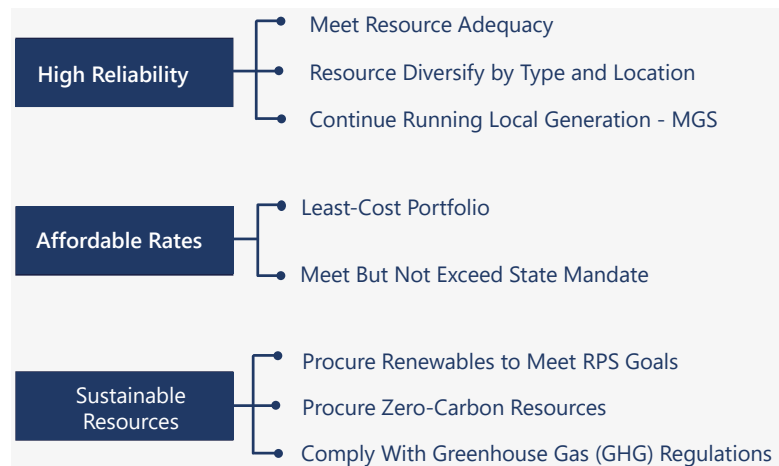 High Reliability
Meet Resource Adequacy
Resource Diversify by Type and Location
Continue Running Local Generation - MGS
Affordable Rates
Least-Cost Portfolio
Meet But Not Exceed State Mandate
Sustainable
Resources
Procure Renewables to Meet RPS Goals
Procure Zero-Carbon Resources
Comply With Greenhouse Gas (GHG) Regulations